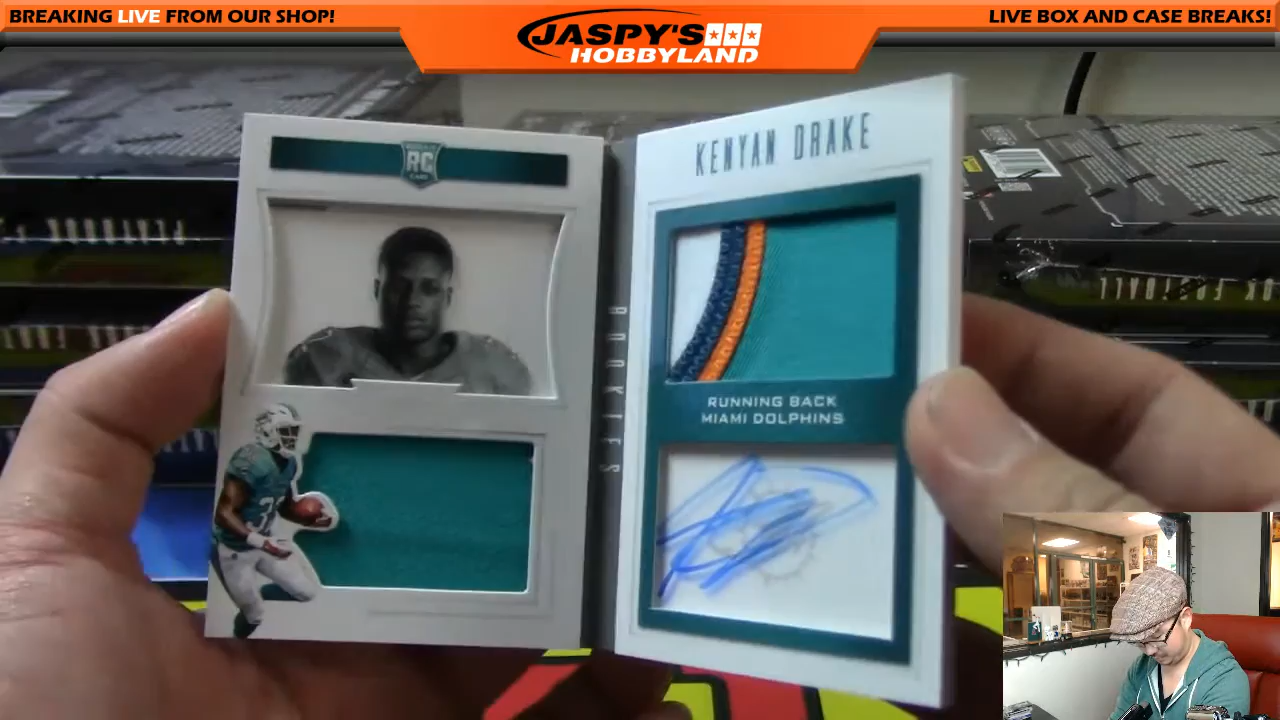 BREAKING LIVE FROM OUR SHOP!
JASPY'S
HOBBYLAND
LIVE BOX AND CASE BREAKS!
RC
KENYAN DRAKE
ROOKIES
RUNNING BACK
MIAMI DOLPHINS
FOOTBALL